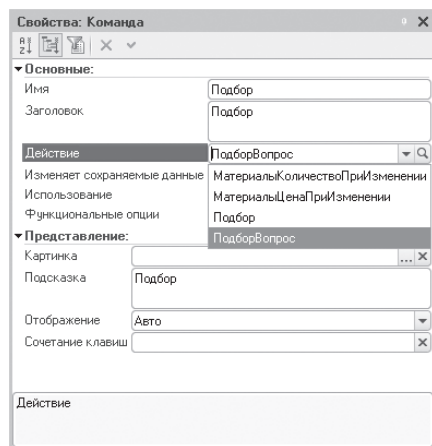 Свойства: Команда
Основные:
Имя Подбор
Заголовок Подбор
Действие ПодборВопрос
Изменяет сохраняемые данные МатериалыКоличествоПриИзменении
Использование МатериалыЦенаПриИзменении
Функциональные опции Подбор
ПодборВопрос
Представление:
Картинка ...
Подсказка Подбор
Отображение Авто
Сочетание клавиш
Действие